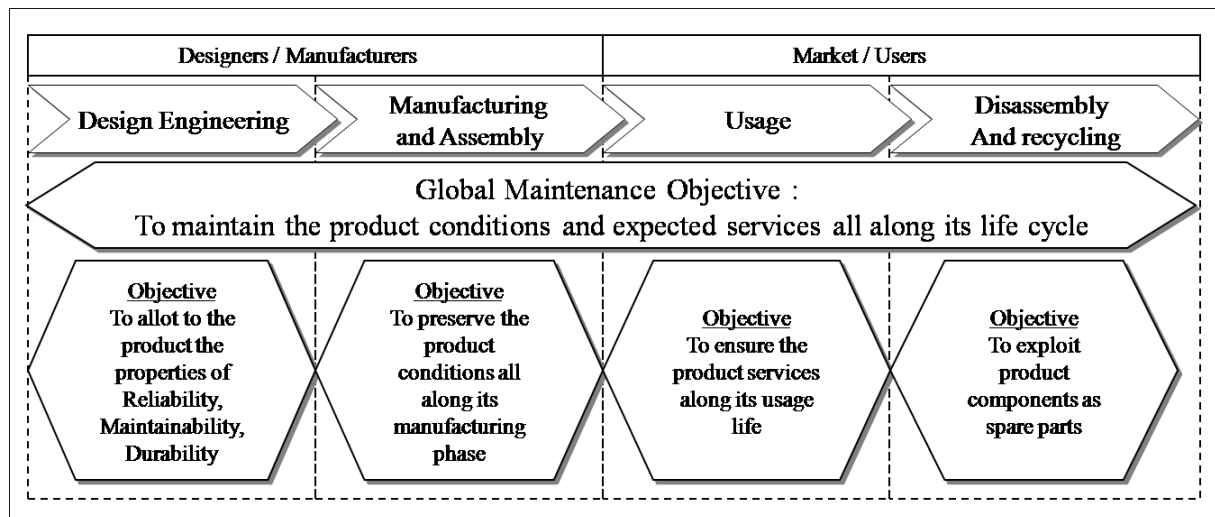 Designers / Manufacturers
Market / Users
Design Engineering
Manufacturing
and Assembly
Usage
Disassembly
And recycling
Global Maintenance Objective :
To maintain the product conditions and expected services all along its life cycle
Objective
To allot to the
product the
properties of
Reliability,
Maintainability,
Durability
Objective
To preserve the
product
conditions all
along its
manufacturing
phase
Objective
To ensure the
product services
along its usage
life
Objective
To exploit
product
components as
spare parts